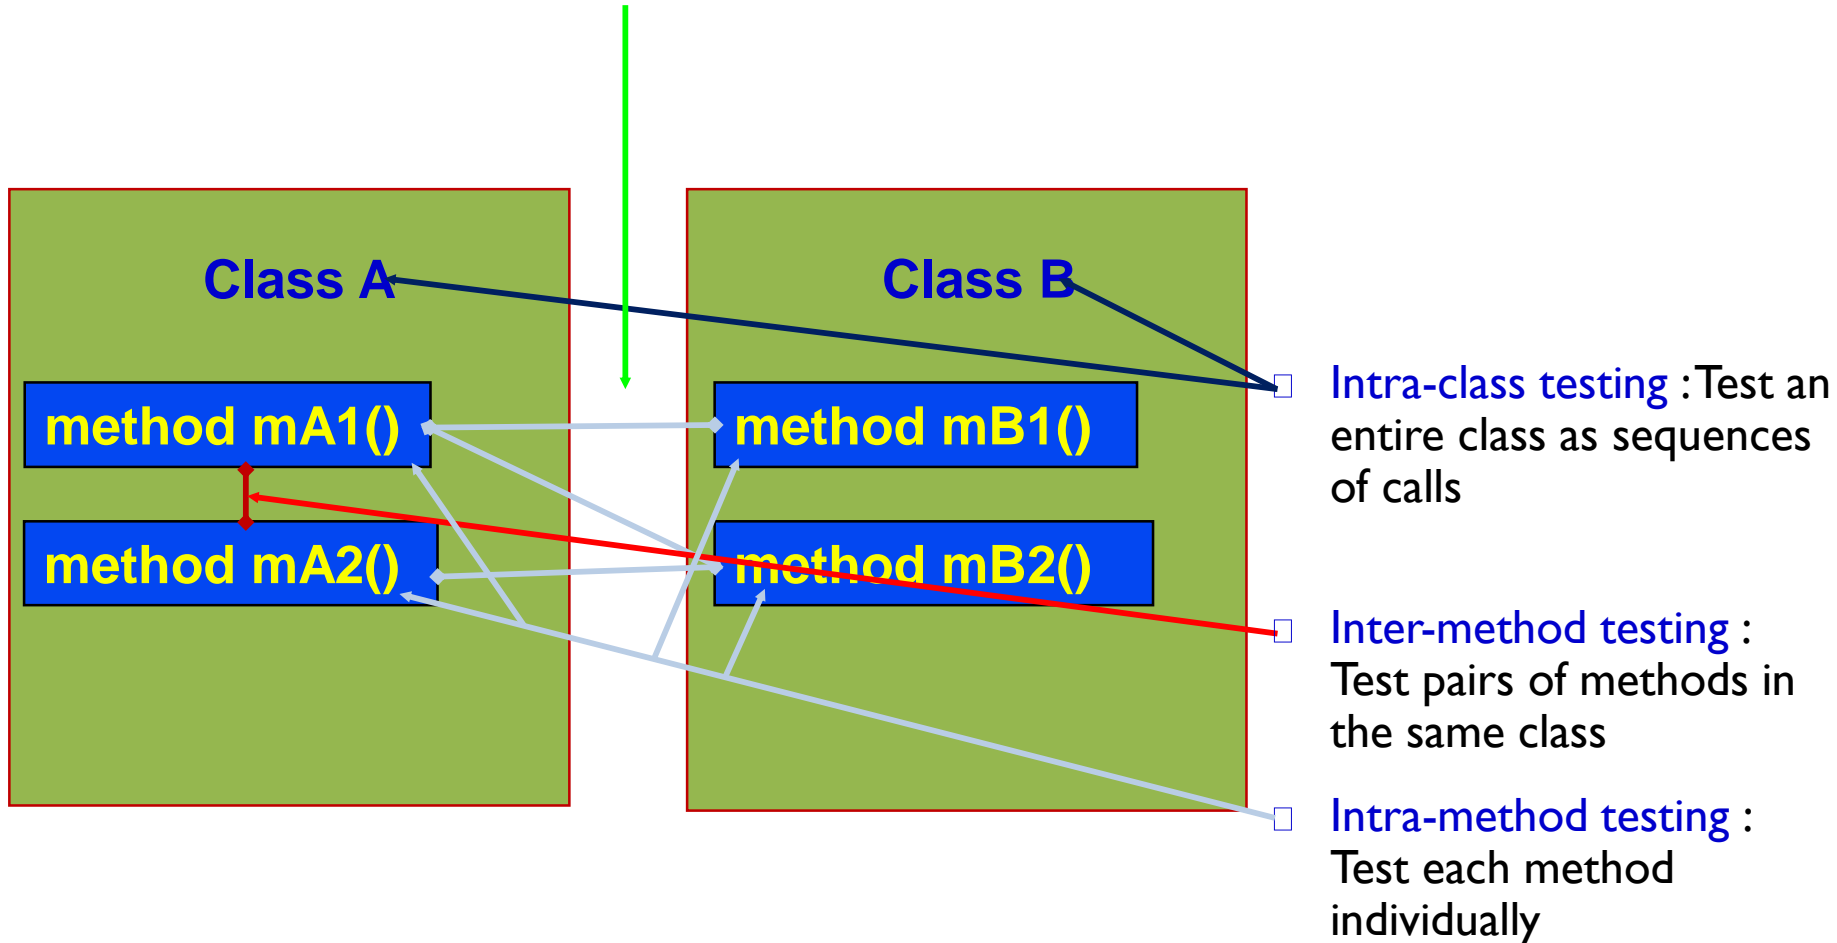 Class A
Class B
method mA1()
method mB1()
method mA2()
method mB2()
Intra-class testing : Test an
entire class as sequences
of calls
Inter-method testing :
Test pairs of methods in
the same class
Intra-method testing :
Test each method
individually